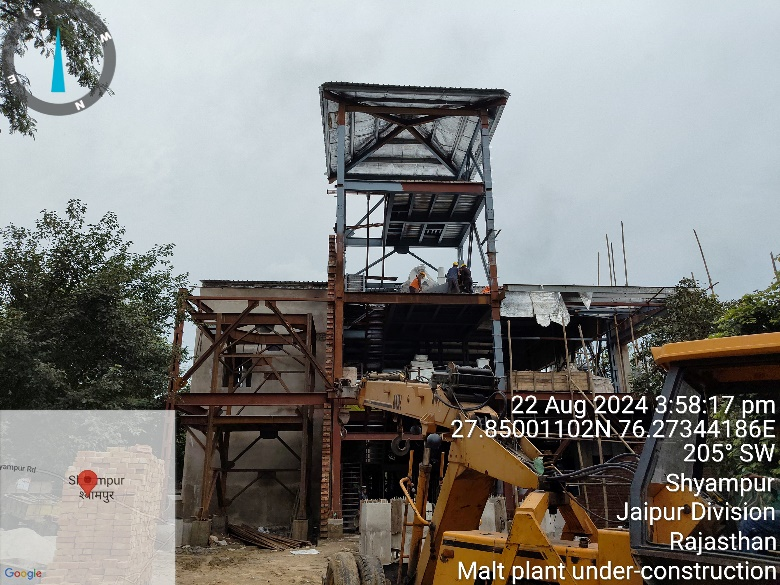 W
E
N
22 Aug 2024 3:58:17 pm
27.85001102N 76.27344186E
205° SW
Shyampur
Jaipur Division
Rajasthan
Malt plant under-construction
Shyampur
श्यामपुर
Google